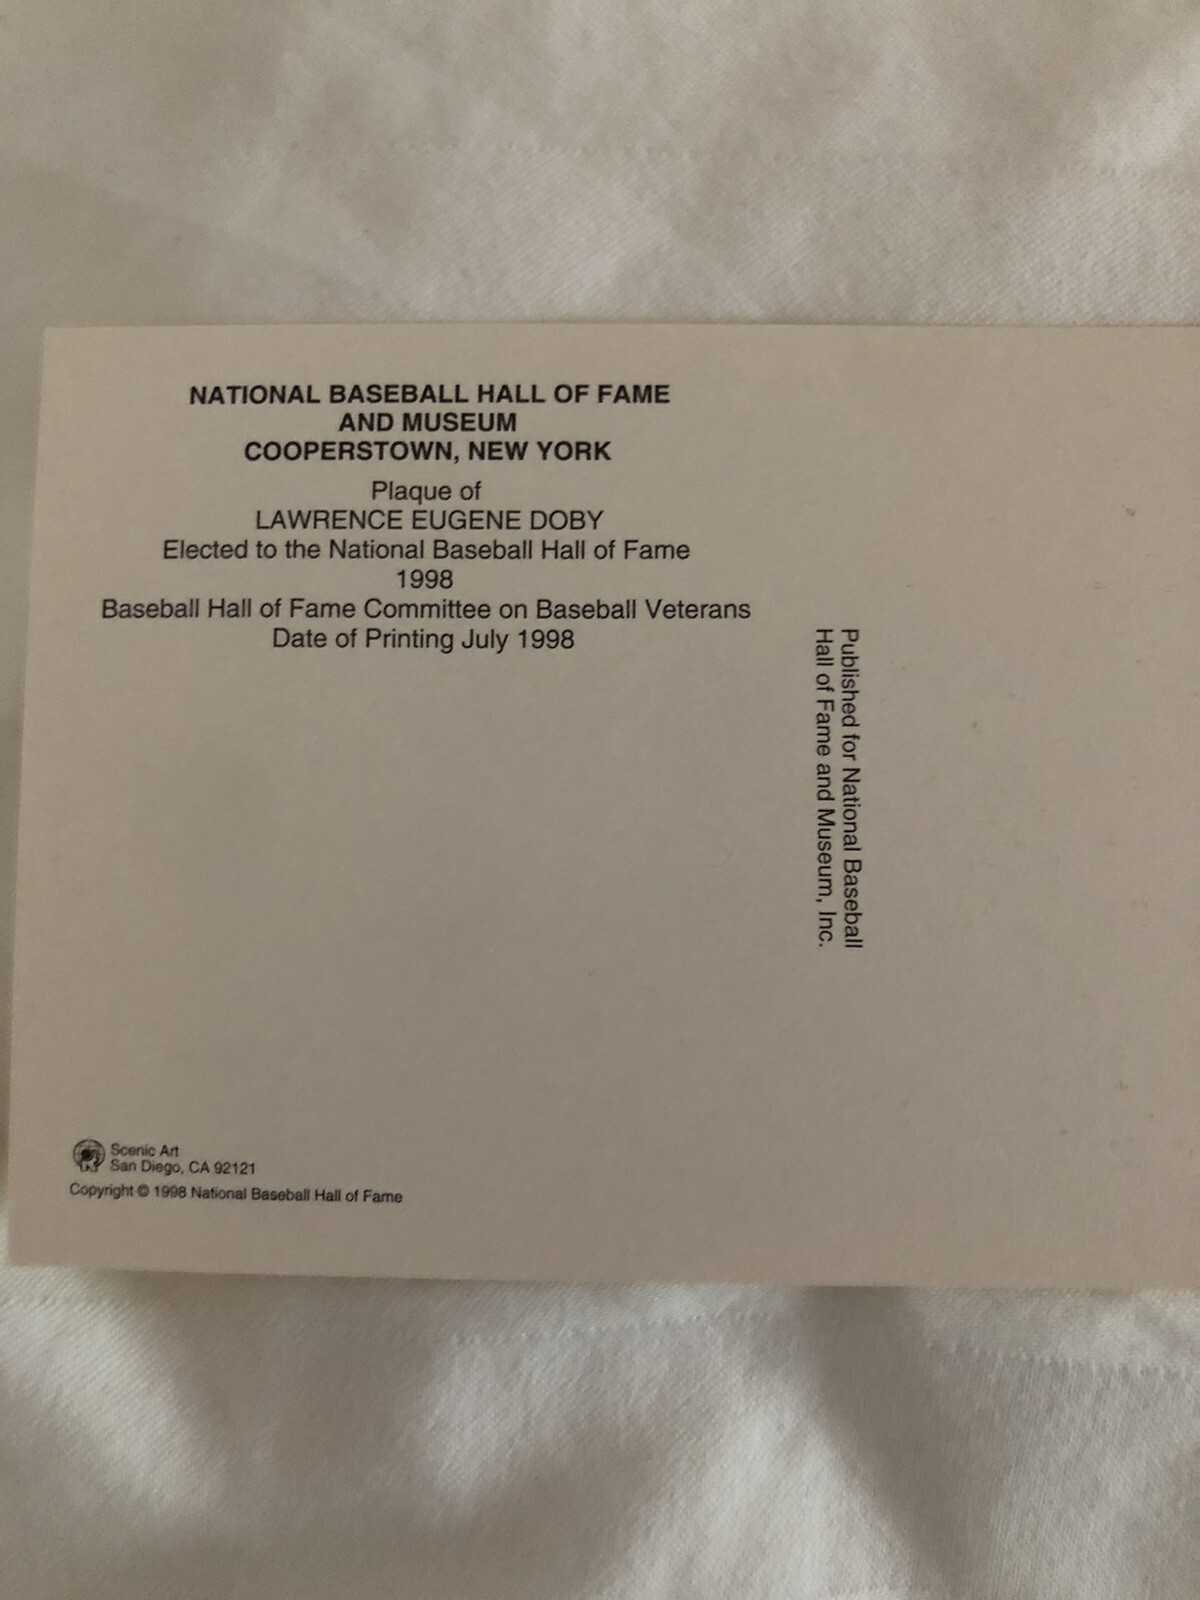 NATIONAL BASEBALL HALL OF FAME
AND MUSEUM
COOPERSTOWN, NEW YORK
Plaque of
LAWRENCE EUGENE DOBY
Elected to the National Baseball Hall of Fame
1998
Baseball Hall of Fame Committee on Baseball Veterans
Date of Printing July 1998
Published for National Baseball
Hall of Fame and Museum, Inc.
Scenic Art
San Diego, CA 92121
Copyright © 1998 National Baseball Hall of Fame